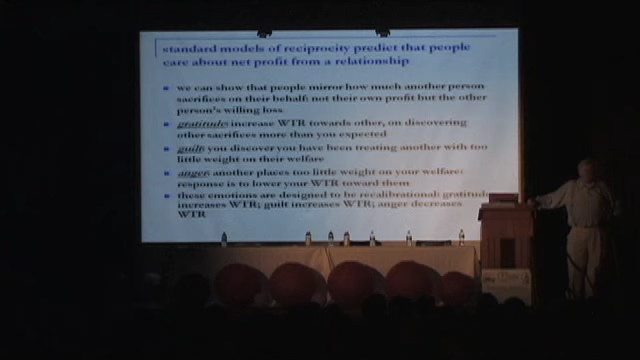 standard models of reciprocity predict that people
care about net profit from a relationship
we can show that people mirror how much another person
sacrifices on their behalf: not their own profit but the other
person's willing loss
gratitude: increase WTR towards other, on discovering
other sacrifices more than you expected
guilt: you discover you have been treating another with too
little weight on their welfare
anger: another places too little weight on your welfare:
response is to lower your WTR toward them
these emotions are designed to be recalibrational: gratitude
increases WTR; guilt increases WTR; anger decreases
WTR